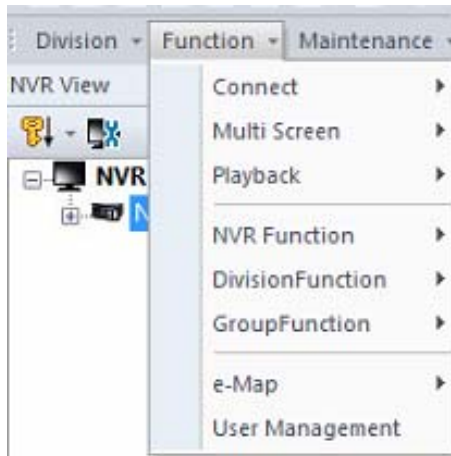 Division Function Maintenance
NVR View
Connect
Multi Screen
Playback
NVR
N
NVR Function
DivisionFunction
GroupFunction
e-Map
User Management